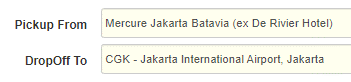 Pickup From Mercure Jakarta Batavia (ex De Rivier Hotel)
DropOff To CGK - Jakarta International Airport, Jakarta